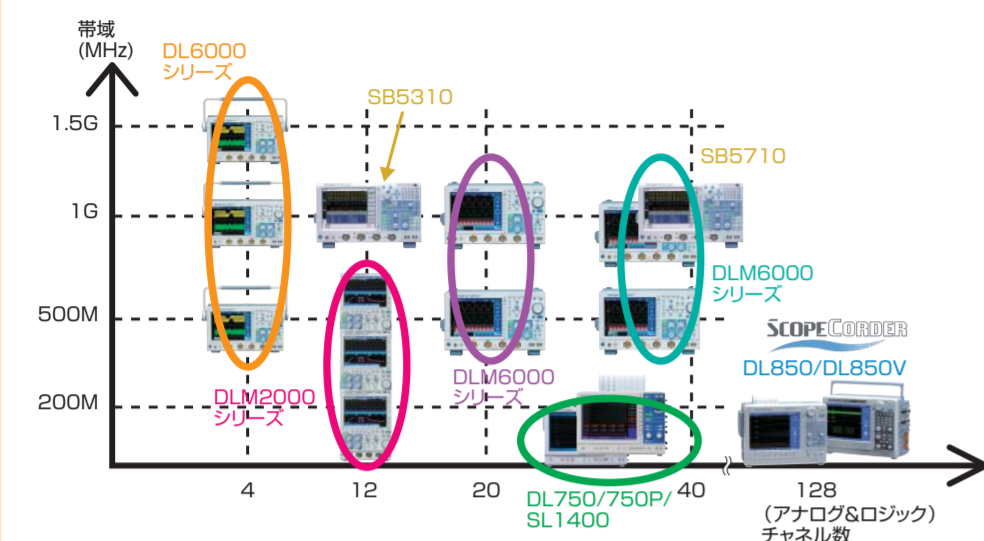 帯域
(MHz)
DL6000
シリーズ
SB5310
1.5G
SB5710
1G
DLM6000
シリーズ
500M
SCOPECORDER
DL850/DL850V
DLM6000
シリーズ
DLM2000
シリーズ
200M
4
12
20
DL750/750P/
SL1400
40
128
(アナログ&ロジック)
チャネル数